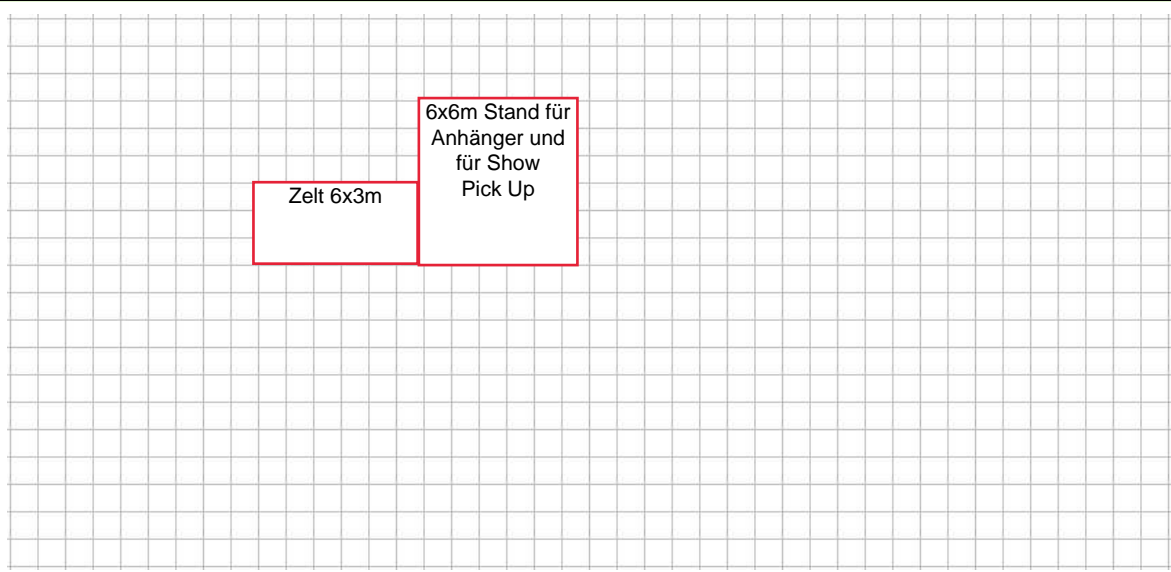 6x6m Stand für
Anhänger und
für Show
Pick Up
Zelt 6x3m